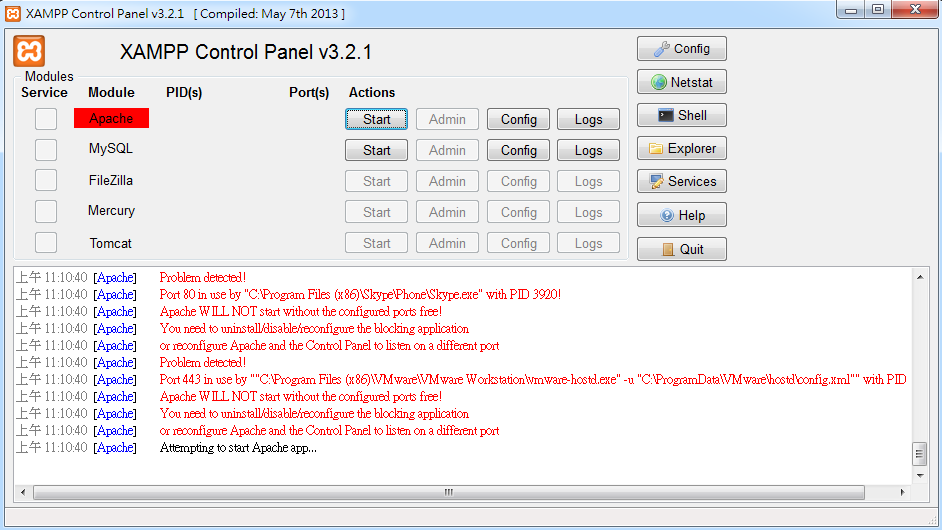 XAMPP Control Panel v3.2.1 [ Compiled: May 7th 2013 ]
XAMPP Control Panel v3.2.1
Config
Modules
Service Module PID(s) Port(s) Actions
Netstat
Apache Start Admin Config Logs
Shell
MySQL Start Admin Config Logs
Explorer
FileZilla Start Admin Config Logs
Services
Mercury Start Admin Config Logs
Help
Tomcat Start Admin Config Logs
Quit
上午 11:10:40 [Apache] Problem detected!
上午 11:10:40 [Apache] Port 80 in use by "C:\Program Files (x86)\Skype\Phone\Skype.exe" with PID 3920!
上午 11:10:40 [Apache] Apache WILL NOT start without the configured ports free!
上午 11:10:40 [Apache] You need to uninstall/disable/reconfigure the blocking application
上午 11:10:40 [Apache] or reconfigure Apache and the Control Panel to listen on a different port
上午 11:10:40 [Apache] Problem detected!
上午 11:10:40 [Apache] Port 443 in use by ""C:\Program Files (x86)\VMware\VMware Workstation\vmware-hostd.exe" -u "C:\ProgramData\VMware\hostd\config.xml"" with PID
上午 11:10:40 [Apache] Apache WILL NOT start without the configured ports free!
上午 11:10:40 [Apache] You need to uninstall/disable/reconfigure the blocking application
上午 11:10:40 [Apache] or reconfigure Apache and the Control Panel to listen on a different port
上午 11:10:40 [Apache] Attempting to start Apache app...